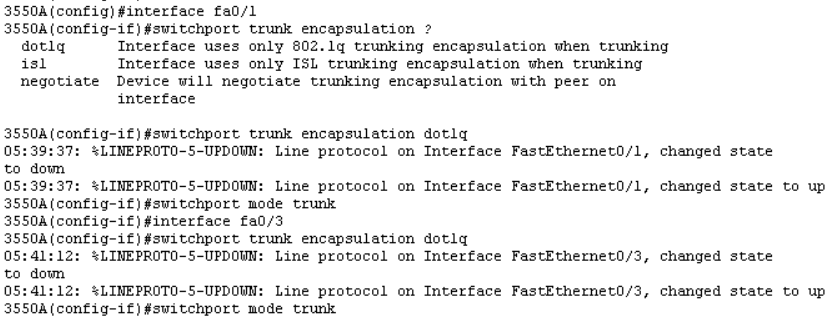 3550A(config)#interface fa0/1
3550A(config-if)#switchport trunk encapsulation ?
dot1q Interface uses only 802.1q trunking encapsulation when trunking
isl Interface uses only ISL trunking encapsulation when trunking
negotiate Device will negotiate trunking encapsulation with peer on
interface
3550A(config-if)#switchport trunk encapsulation dot1q
05:39:37: %LINEPROTO-5-UPDOWN: Line protocol on Interface FastEthernet0/1, changed state
to down
05:39:37: %LINEPROTO-5-UPDOWN: Line protocol on Interface FastEthernet0/1, changed state to up
3550A(config-if)#switchport mode trunk
3550A(config-if)#interface fa0/3
3550A(config-if)#switchport trunk encapsulation dot1q
05:41:12: %LINEPROTO-5-UPDOWN: Line protocol on Interface FastEthernet0/3, changed state
to down
05:41:12: %LINEPROTO-5-UPDOWN: Line protocol on Interface FastEthernet0/3, changed state to up
3550A(config-if)#switchport mode trunk